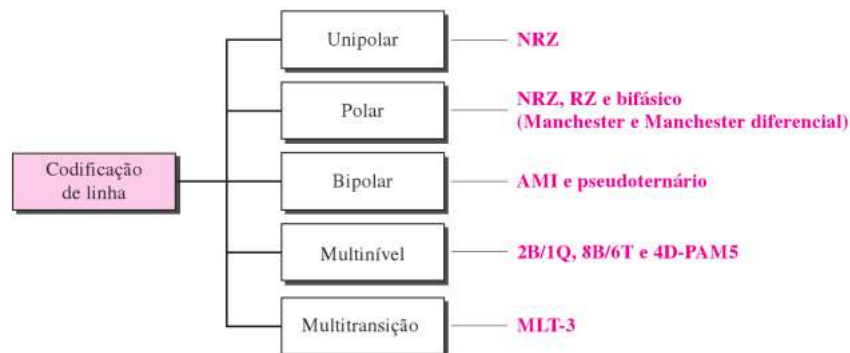 Unipolar
NRZ
Polar
NRZ, RZ e bifásico
(Manchester e Manchester diferencial)
Codificação
de linha
Bipolar
AMI e pseudoternário
Multinível
2B/1Q, 8B/6T e 4D-PAM5
Multitransição
MLT-3